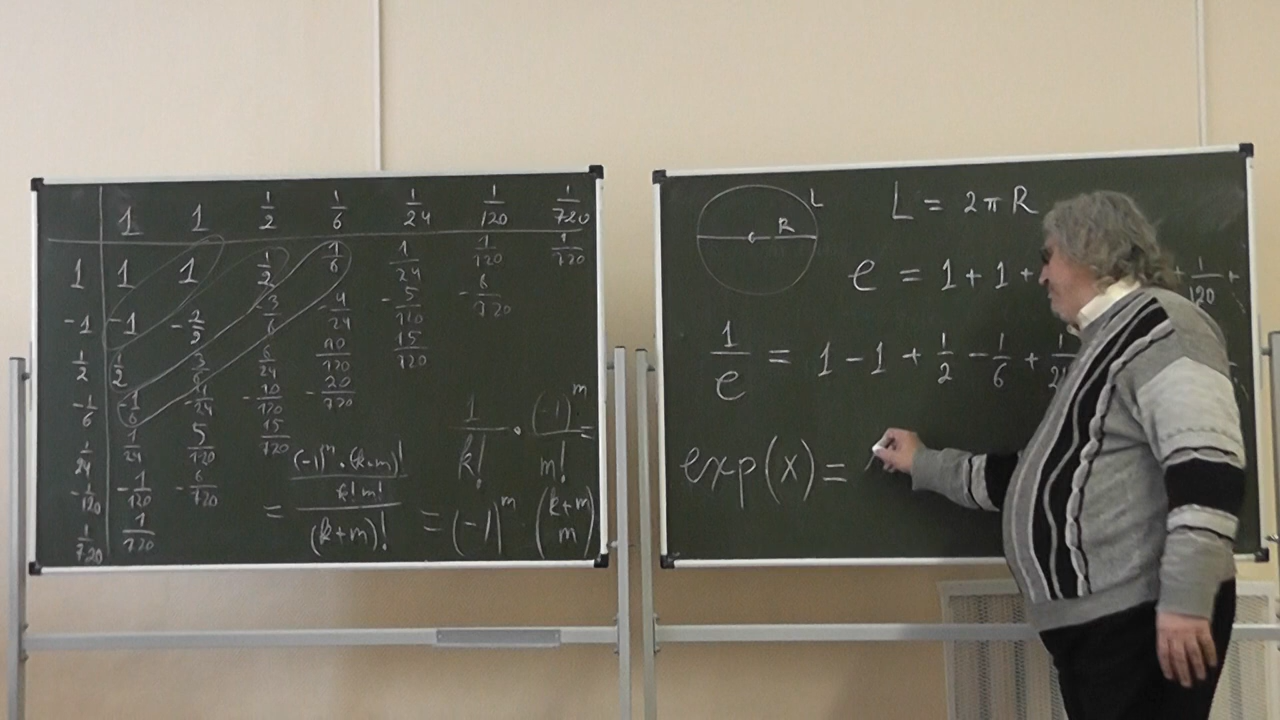 1 1 1/2 1/6 1/24 1/120 1/720
1 1 1 1/2 1/6 1/24 1/120 1/720
-1 -1 -2/2 3/6 -4/24 -5/120 -6/720
1/2 1/2 3/6 6/24 10/120 15/720
-1/6 -1/6 -4/24 -10/120 -20/720
1/24 1/24 5/120 15/720
-1/120 -1/120 -6/720
1/720 1/720
1/k! · (-1)^m/m! =
= ((-1)^m · (k+m)!/k!m!)/(k+m)! = (-1)^m (k+m m)
L
R
L = 2πR
e = 1 + 1 + + 1/120 +
1/e = 1 - 1 + 1/2 - 1/6 +
exp(x) =